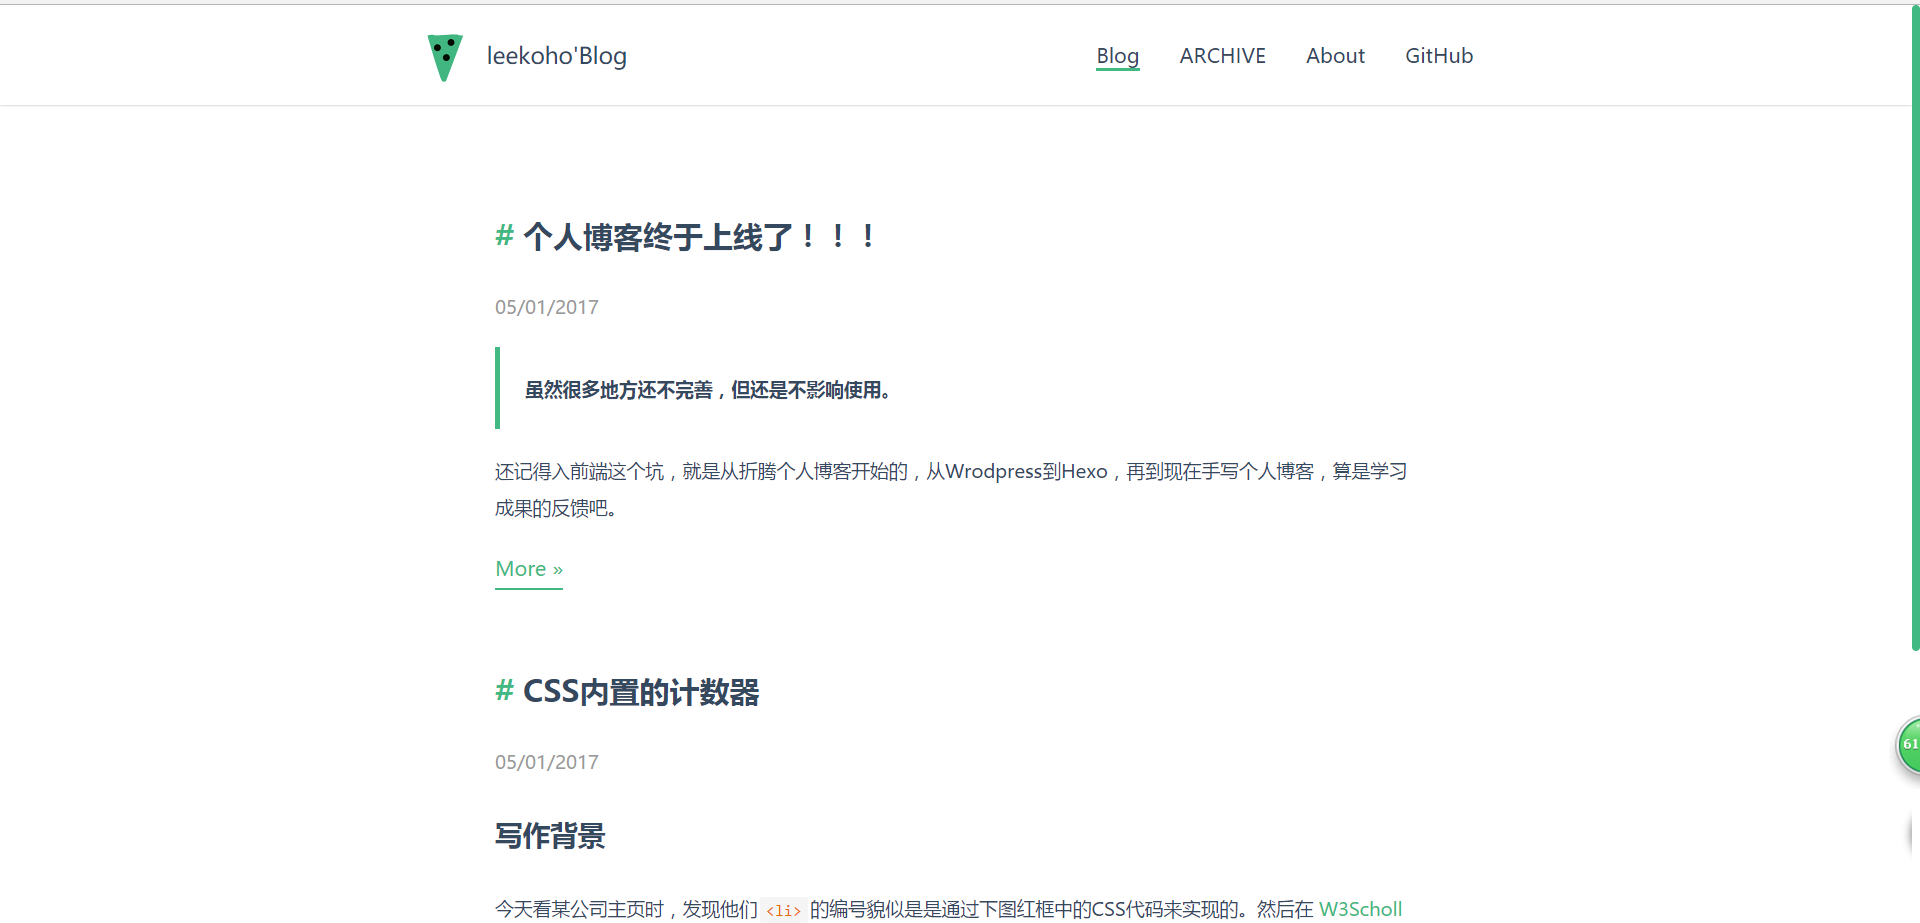 leekoho'Blog
Blog ARCHIVE About GitHub
# 个人博客终于上线了！！！
05/01/2017
虽然很多地方还不完善，但还是不影响使用。
还记得入前端这个坑，就是从折腾个人博客开始的，从Wrodpress到Hexo，再到现在手写个人博客，算是学习
成果的反馈吧。
More »
# CSS内置的计数器
05/01/2017
61
写作背景
今天看某公司主页时，发现他们 <li> 的编号貌似是是通过下图红框中的CSS代码来实现的。然后在 W3Scholl